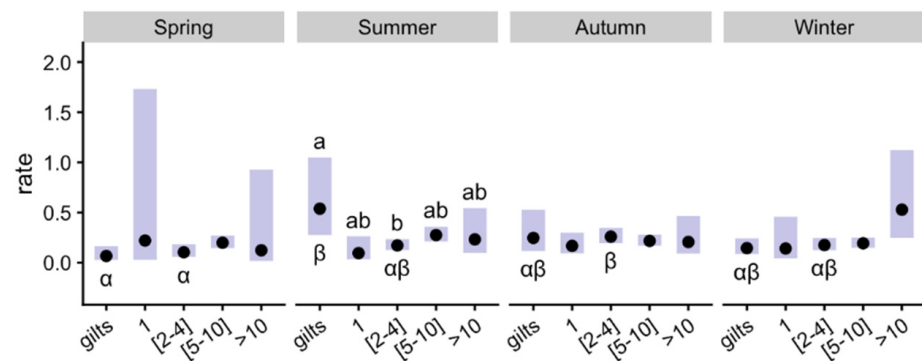 Spring Summer Autumn Winter
2.0
1.5
1.0
0.5
0.0
rate
a
ab b ab ab
α α β αβ αβ β αβ αβ
gilts 1 [2-4] [5-10] >10 gilts 1 [2-4] [5-10] >10 gilts 1 [2-4] [5-10] >10 gilts 1 [2-4] [5-10] >10